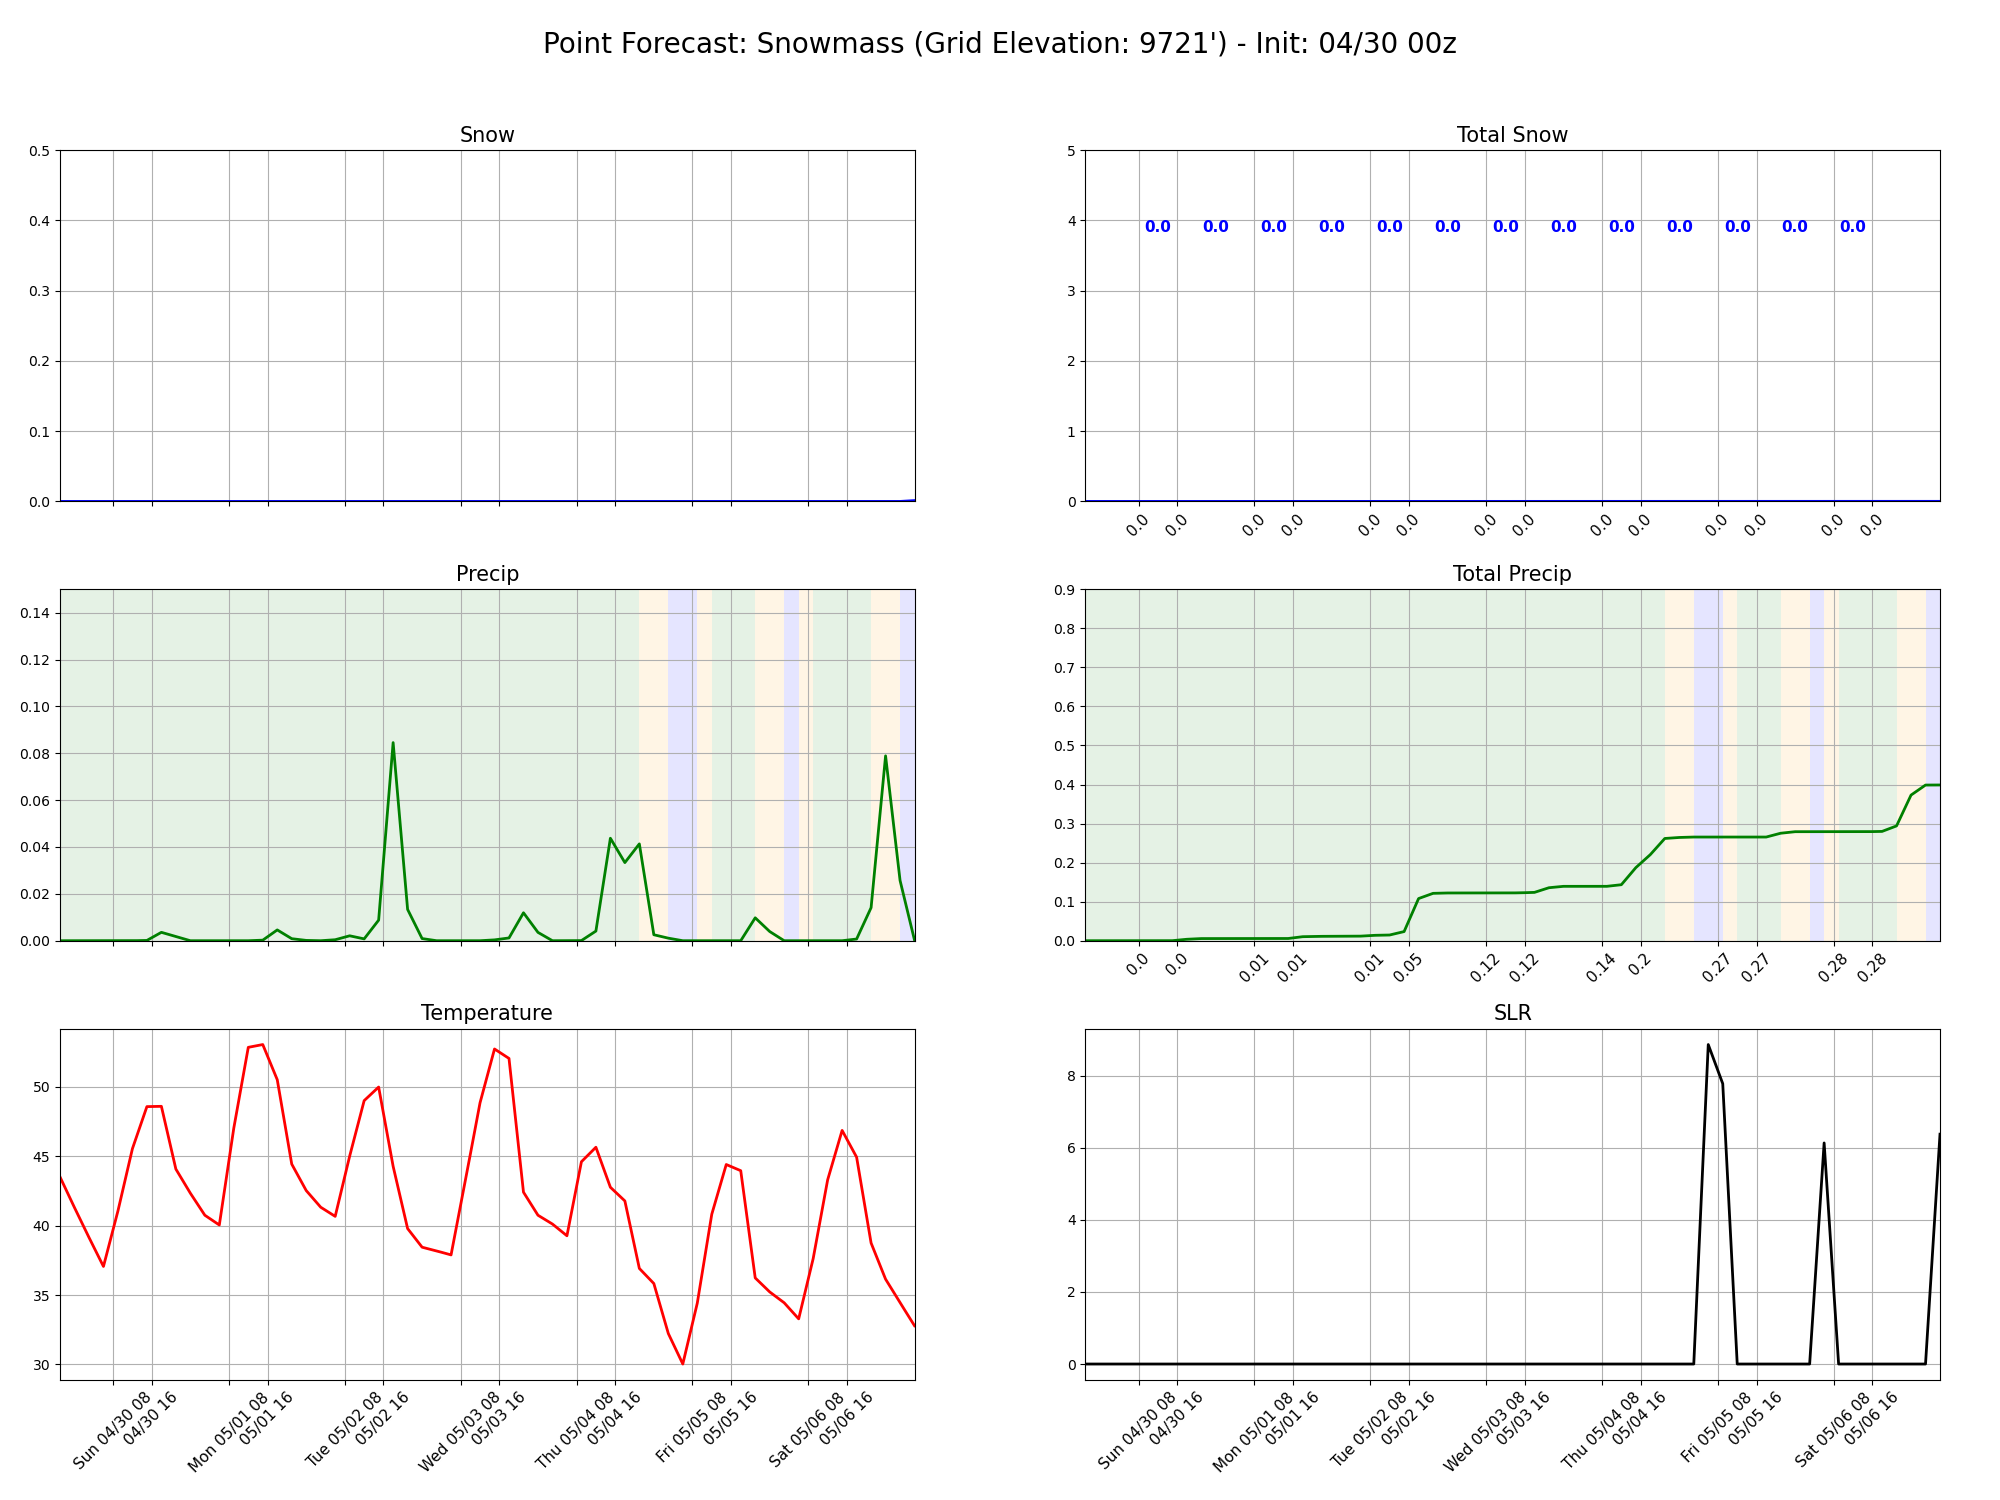 Point Forecast: Snowmass (Grid Elevation: 9721') - Init: 04/30 00z
Snow
0.5
0.4
0.3
0.2
0.1
0.0
Total Snow
5
4
3
2
1
0
0.0 0.0 0.0 0.0 0.0 0.0 0.0 0.0 0.0 0.0 0.0 0.0 0.0
0.0 0.0 0.0 0.0 0.0 0.0 0.0 0.0 0.0 0.0 0.0 0.0 0.0 0.0
Precip
0.14
0.12
0.10
0.08
0.06
0.04
0.02
0.00
Total Precip
0.9
0.8
0.7
0.6
0.5
0.4
0.3
0.2
0.1
0.0
0.0 0.0 0.01 0.01 0.01 0.05 0.12 0.12 0.14 0.2 0.27 0.27 0.28 0.28
Temperature
50
45
40
35
30
Sun 04/30 08
04/30 16
Mon 05/01 08
05/01 16
Tue 05/02 08
05/02 16
Wed 05/03 08
05/03 16
Thu 05/04 08
05/04 16
Fri 05/05 08
05/05 16
Sat 05/06 08
05/06 16
SLR
8
6
4
2
0
Sun 04/30 08
04/30 16
Mon 05/01 08
05/01 16
Tue 05/02 08
05/02 16
Wed 05/03 08
05/03 16
Thu 05/04 08
05/04 16
Fri 05/05 08
05/05 16
Sat 05/06 08
05/06 16